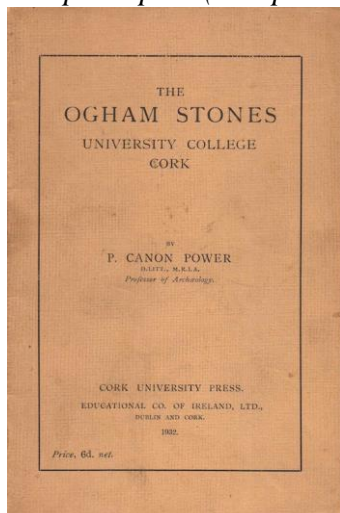 THE
OGHAM STONES
UNIVERSITY COLLEGE
CORK
BY
P. CANON POWER
D.LITT., M.R.I.A.
Professor of Archæology.
CORK UNIVERSITY PRESS.
EDUCATIONAL CO. OF IRELAND, LTD.,
DUBLIN AND CORK.
1932.
Price, 6d. net.